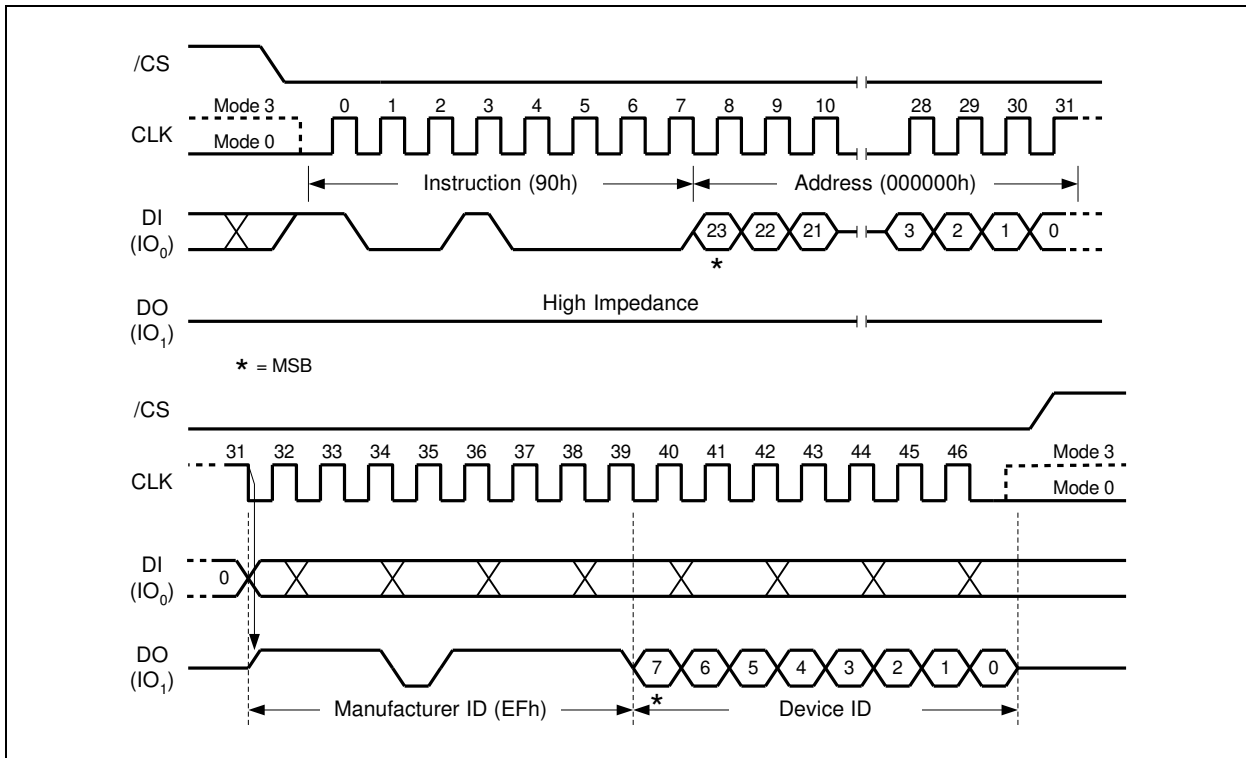 /CS
Mode 3 0 1 2 3 4 5 6 7 8 9 10 28 29 30 31
CLK
Mode 0
Instruction (90h) Address (000000h)
DI
(IO0)
23 22 21 3 2 1 0
*
DO
(IO1)
High Impedance
* = MSB
/CS
31 32 33 34 35 36 37 38 39 40 41 42 43 44 45 46 Mode 3
CLK
Mode 0
DI
(IO0)
0
DO
(IO1)
7 6 5 4 3 2 1 0
*
Manufacturer ID (EFh) Device ID